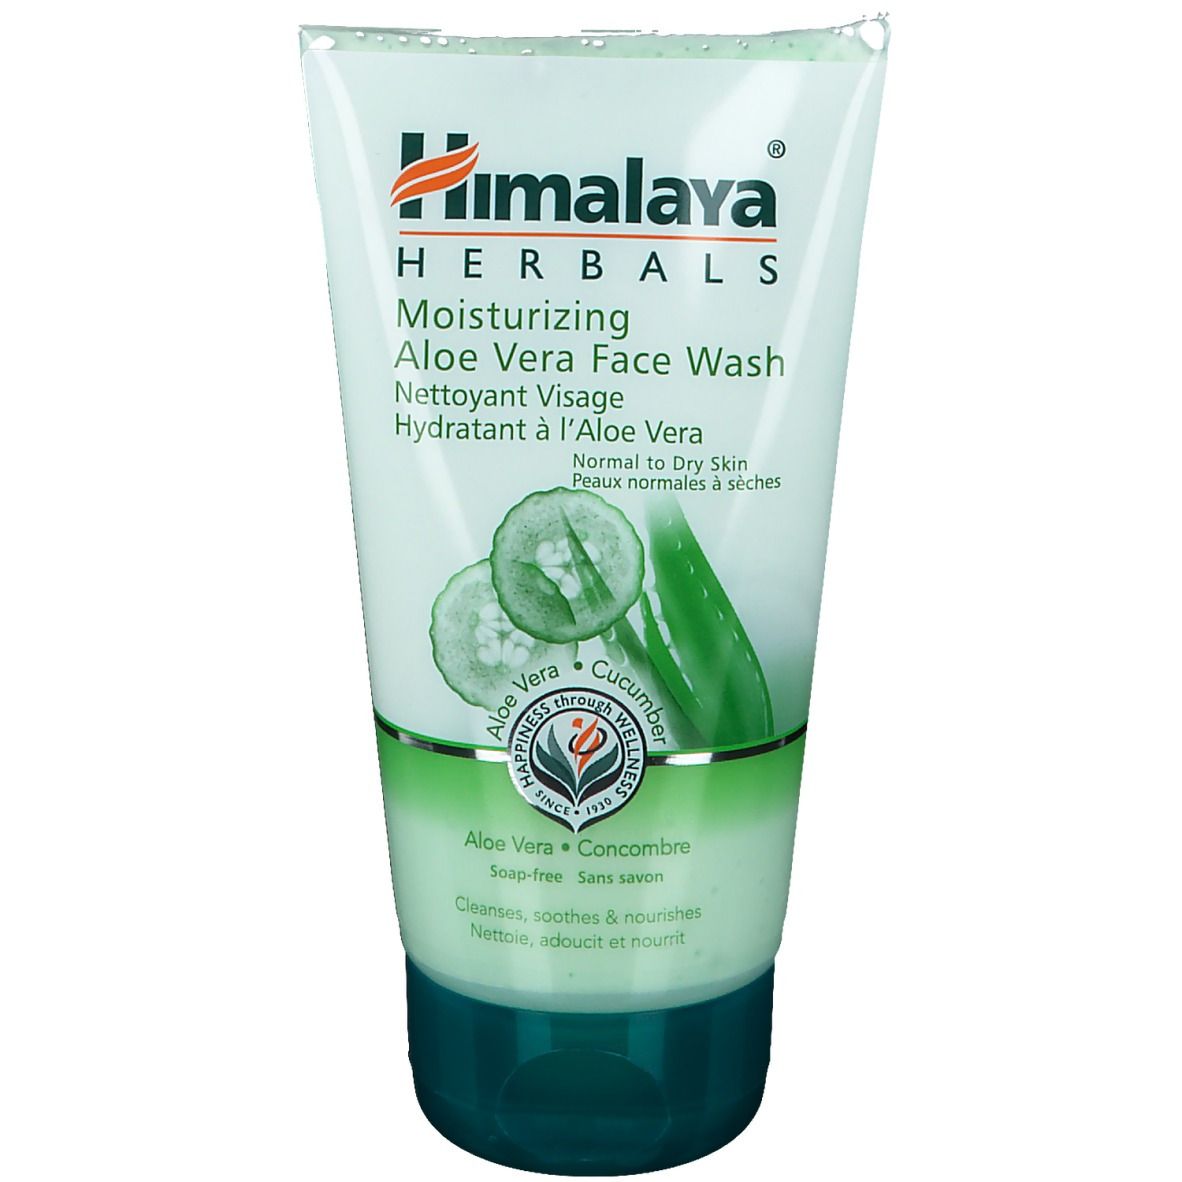 Himalaya®
HERBALS
Moisturizing
Aloe Vera Face Wash
Nettoyant Visage
Hydratant à l'Aloe Vera
Normal to Dry Skin
Peaux normales à sèches
Aloe Vera • Cucumber
HAPPINESS through WELLNESS
SINCE • 1930
Aloe Vera • Concombre
Soap-free Sans savon
Cleanses, soothes & nourishes
Nettoie, adoucit et nourrit